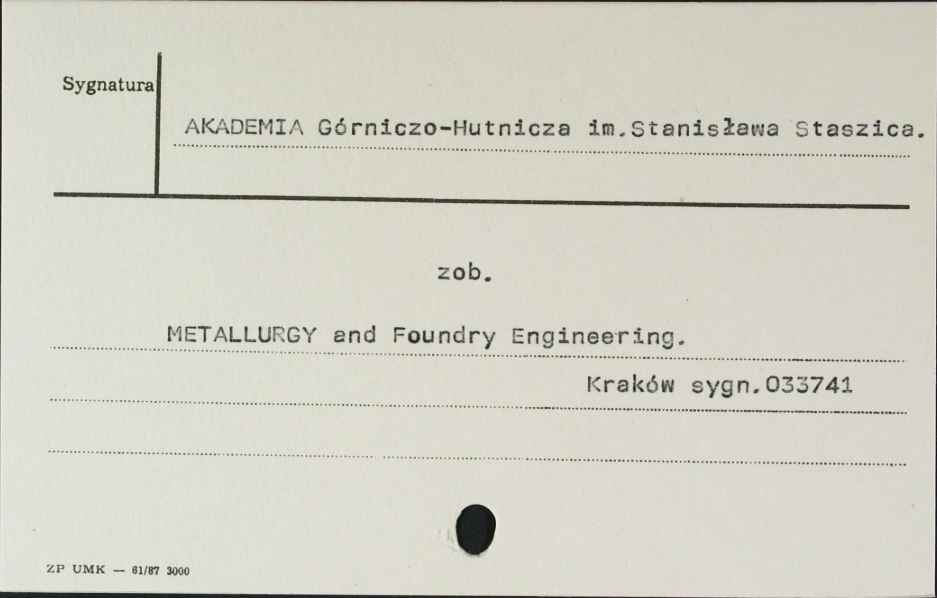 Sygnatura
AKADEMIA Górniczo-Hutnicza im.Stanisława Staszica.
zob.
METALLURGY and Foundry Engineering.
Kraków sygn.033741
ZP UMK — 61/87 3000